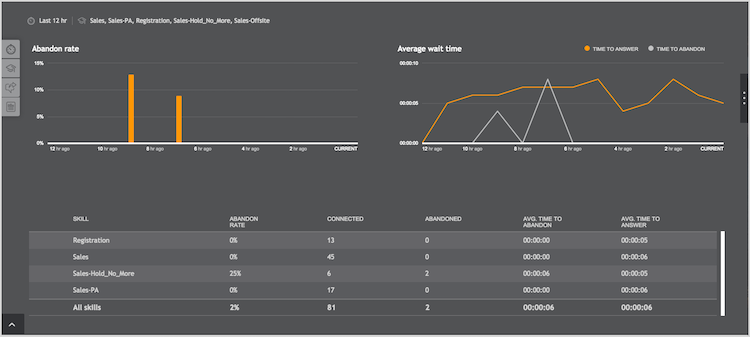 Last 12 hr Sales, Sales-PA, Registration, Sales-Hold_No_More, Sales-Offsite
Abandon rate
15%
10%
5%
0%
12 hr ago 10 hr ago 8 hr ago 6 hr ago 4 hr ago 2 hr ago CURRENT
Average wait time
TIME TO ANSWER TIME TO ABANDON
00:00:10
00:00:05
00:00:00
12 hr ago 10 hr ago 8 hr ago 6 hr ago 4 hr ago 2 hr ago CURRENT
SKILL ABANDON RATE CONNECTED ABANDONED AVG. TIME TO ABANDON AVG. TIME TO ANSWER
Registration 0% 13 0 00:00:00 00:00:05
Sales 0% 45 0 00:00:00 00:00:06
Sales-Hold_No_More 25% 6 2 00:00:06 00:00:05
Sales-PA 0% 17 0 00:00:00 00:00:06
All skills 2% 81 2 00:00:06 00:00:06